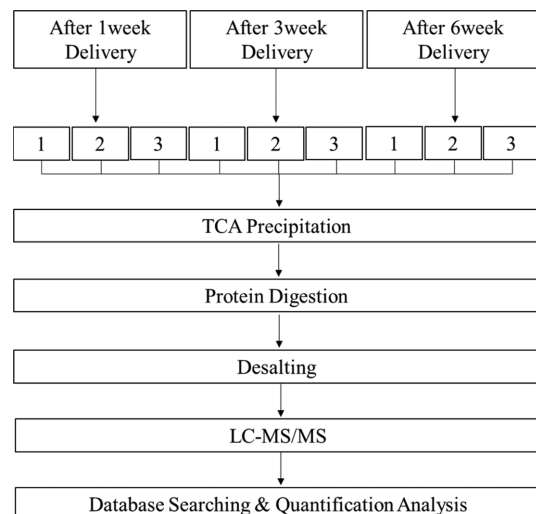 After 1week
Delivery
After 3week
Delivery
After 6week
Delivery
1 2 3 1 2 3 1 2 3
TCA Precipitation
Protein Digestion
Desalting
LC-MS/MS
Database Searching & Quantification Analysis